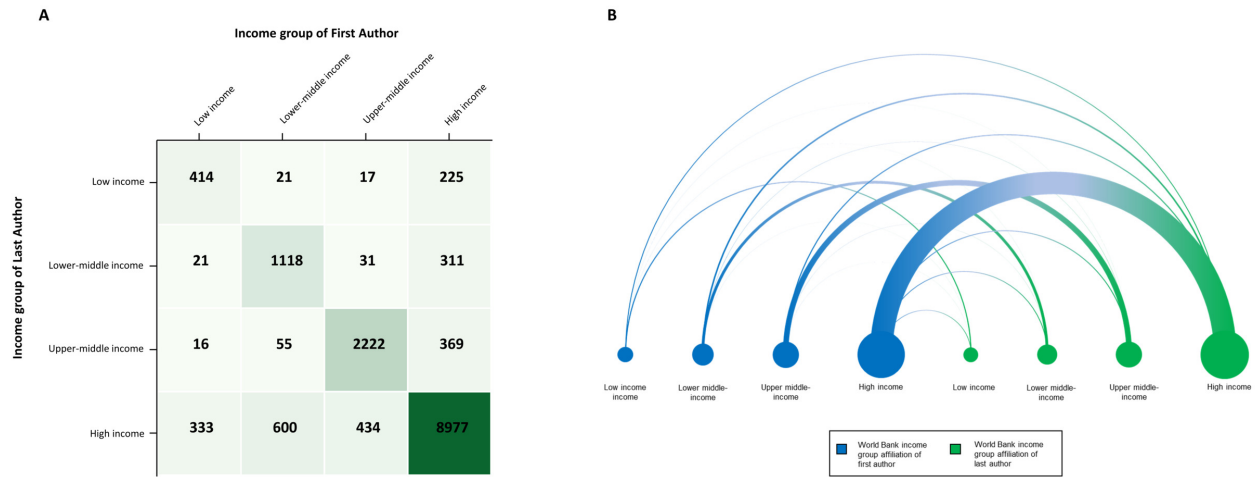 A
Income group of First Author
Low income
Lower-middle income
Upper-middle income
High income
Income group of Last Author
Low income
414 21 17 225
Lower-middle income
21 1118 31 311
Upper-middle income
16 55 2222 369
High income
333 600 434 8977
B
Low income
income
Lower middle-
income
Upper middle-
income
High income
Low income
Lower middle-
income
Upper middle-
income
High income
World Bank income
group affiliation of
first author
World Bank income
group affiliation of
last author